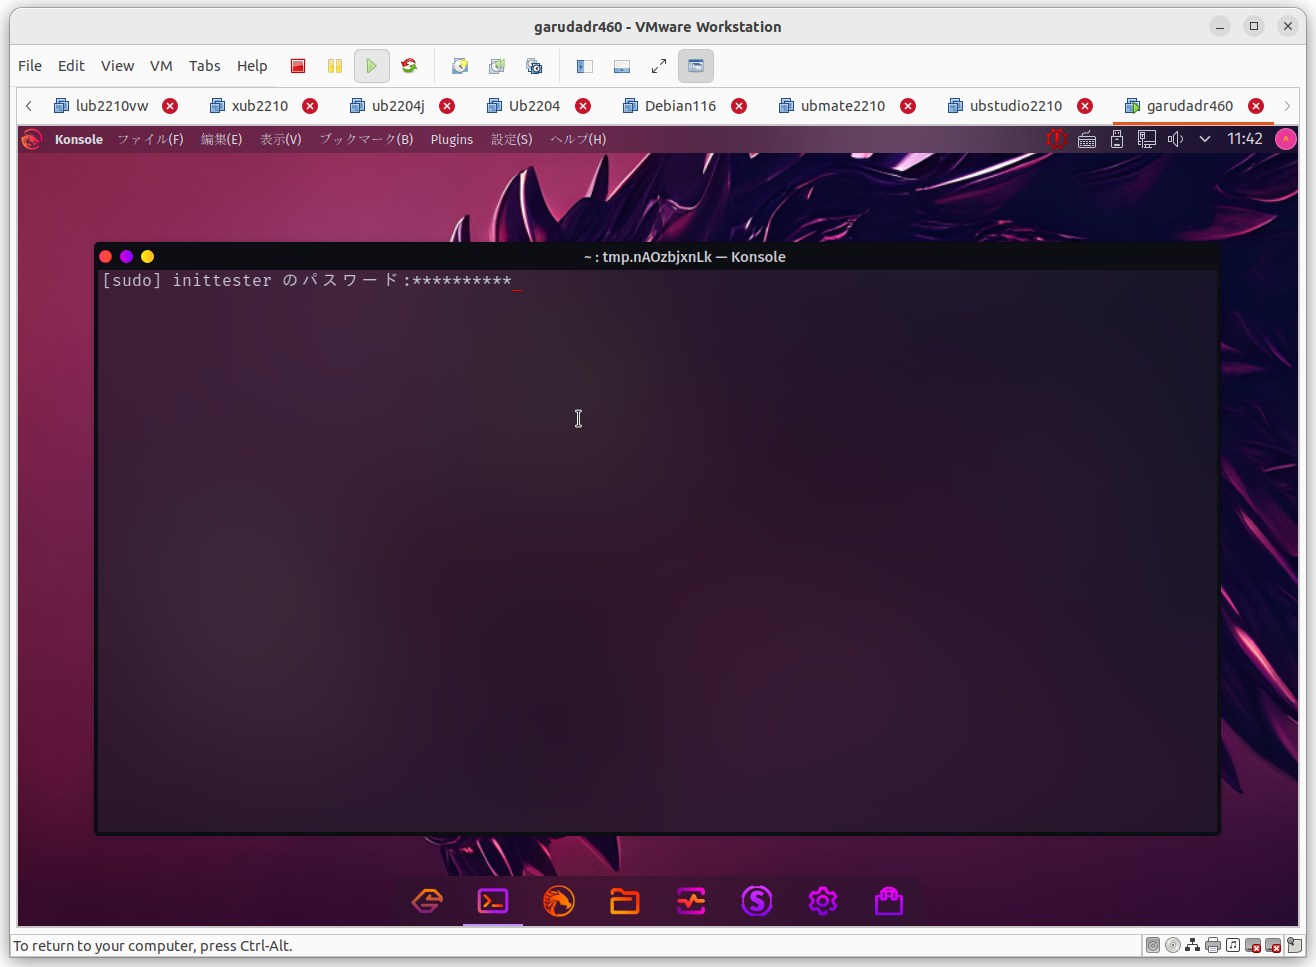 garudadr460 - VMware Workstation
File Edit View VM Tabs Help
lub2210vw xub2210 ub2204j Ub2204 Debian116 ubmate2210 ubstudio2210 garudadr460
Konsole ファイル(F) 編集(E) 表示(V) ブックマーク(B) Plugins 設定(S) ヘルプ(H) 11:42
~ : tmp.nAOzbjxnLk — Konsole
[sudo] inittester のパスワード:**********
To return to your computer, press Ctrl-Alt.